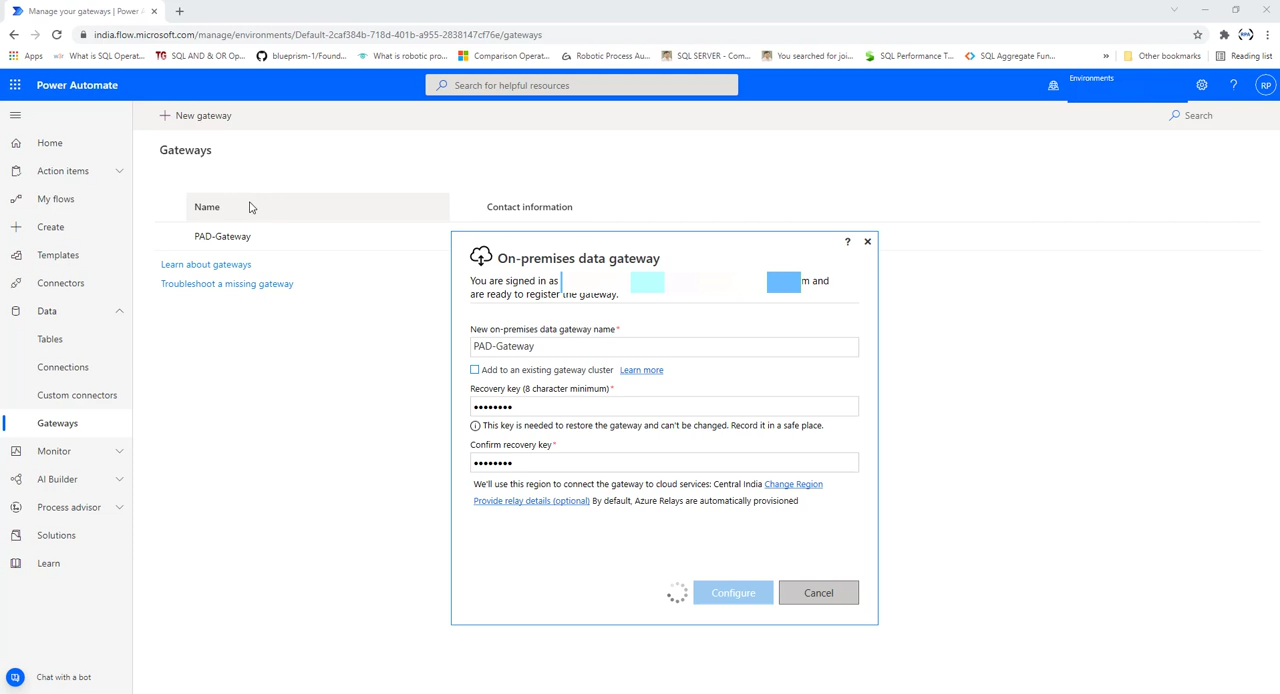 Manage your gateways | Power A
india.flow.microsoft.com/manage/environments/Default-2caf384b-718d-401b-a955-2838147cf76e/gateways
Apps What is SQL Operat... SQL AND & OR Op... blueprism-1/Found... What is robotic pro... Comparison Operat... Robotic Process Au... SQL SERVER - Com... You searched for joi... SQL Performance T... SQL Aggregate Fun... » Other bookmarks Reading list
Power Automate
Search for helpful resources
Environments
?
RP
+ New gateway
Search
Home
Action items
My flows
Create
Templates
Connectors
Data
Tables
Connections
Custom connectors
Gateways
Monitor
AI Builder
Process advisor
Solutions
Learn
Chat with a bot
Gateways
Name Contact information
PAD-Gateway
Learn about gateways
Troubleshoot a missing gateway
On-premises data gateway
You are signed in as m and
are ready to register the gateway.
New on-premises data gateway name*
PAD-Gateway
Add to an existing gateway cluster Learn more
Recovery key (8 character minimum)*
••••••••
This key is needed to restore the gateway and can't be changed. Record it in a safe place.
Confirm recovery key*
••••••••
We'll use this region to connect the gateway to cloud services: Central India Change Region
Provide relay details (optional) By default, Azure Relays are automatically provisioned
Configure Cancel